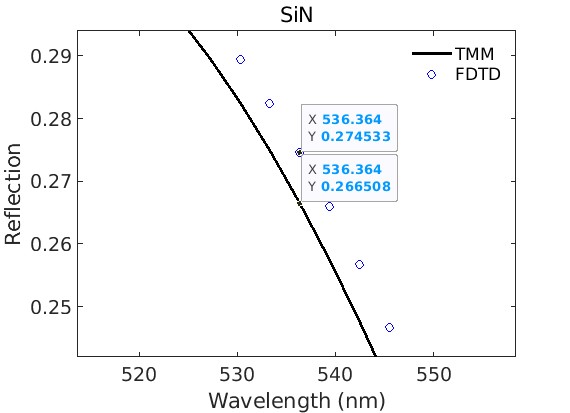 SiN
0.29
0.28
0.27
0.26
0.25
Reflection
TMM
FDTD
X 536.364
Y 0.274533
X 536.364
Y 0.266508
520 530 540 550
Wavelength (nm)